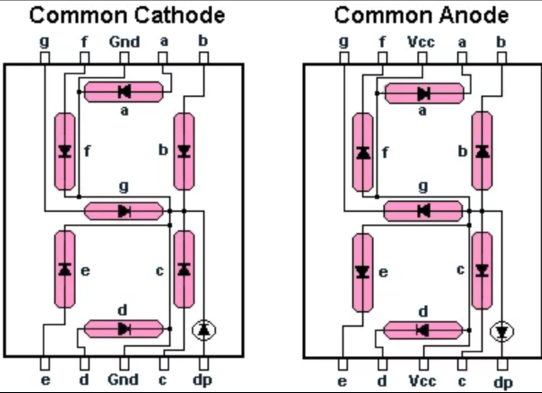 Common Cathode Common Anode
g f Gnd a b g f Vcc a b
a a
f b f b
g g
e c e c
d d
e d Gnd c dp e d Vcc c dp